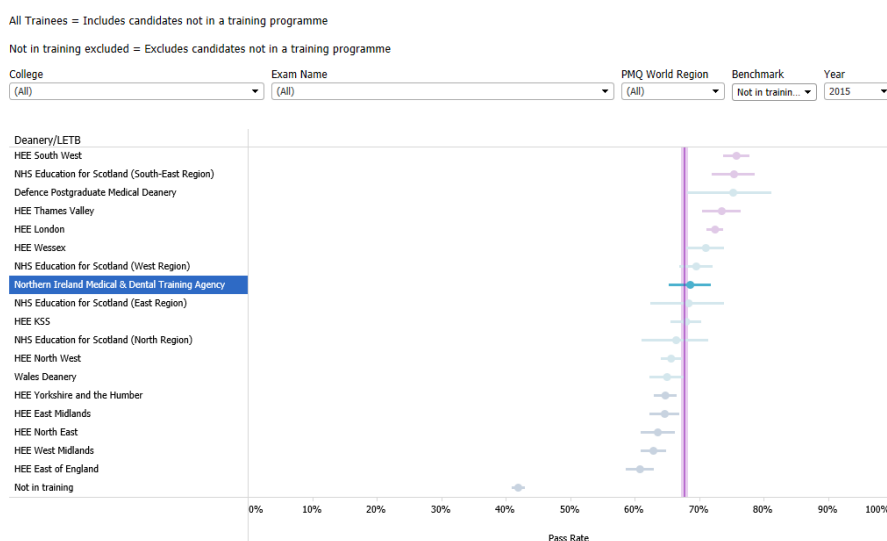 All Trainees = Includes candidates not in a training programme
Not in training excluded = Excludes candidates not in a training programme
College Exam Name PMQ World Region Benchmark Year
(All) (All) (All) Not in trainin... 2015
Deanery/LETB
HEE South West
NHS Education for Scotland (South-East Region)
Defence Postgraduate Medical Deanery
HEE Thames Valley
HEE London
HEE Wessex
NHS Education for Scotland (West Region)
Northern Ireland Medical & Dental Training Agency
NHS Education for Scotland (East Region)
HEE KSS
NHS Education for Scotland (North Region)
HEE North West
Wales Deanery
HEE Yorkshire and the Humber
HEE East Midlands
HEE North East
HEE West Midlands
HEE East of England
Not in training
0% 10% 20% 30% 40% 50% 60% 70% 80% 90% 100%
Pass Rate